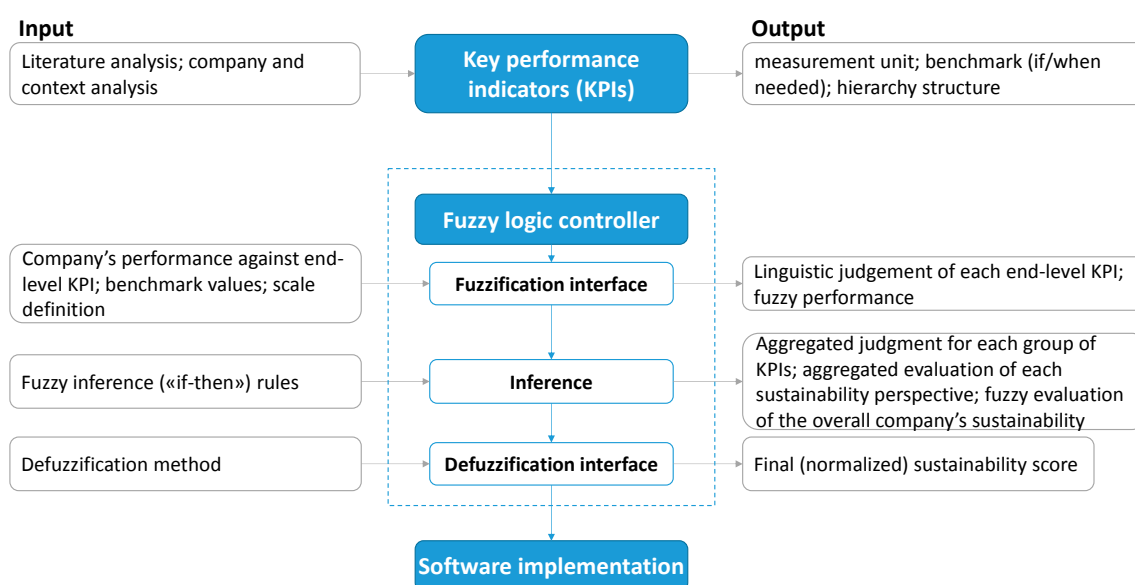 Input
Output
Literature analysis; company and
context analysis
Key performance
indicators (KPIs)
measurement unit; benchmark (if/when
needed); hierarchy structure
Fuzzy logic controller
Company's performance against end-
level KPI; benchmark values; scale
definition
Fuzzification interface
Linguistic judgement of each end-level KPI;
fuzzy performance
Fuzzy inference («if-then») rules
Inference
Aggregated judgment for each group of
KPIs; aggregated evaluation of each
sustainability perspective; fuzzy evaluation
of the overall company's sustainability
Defuzzification method
Defuzzification interface
Final (normalized) sustainability score
Software implementation